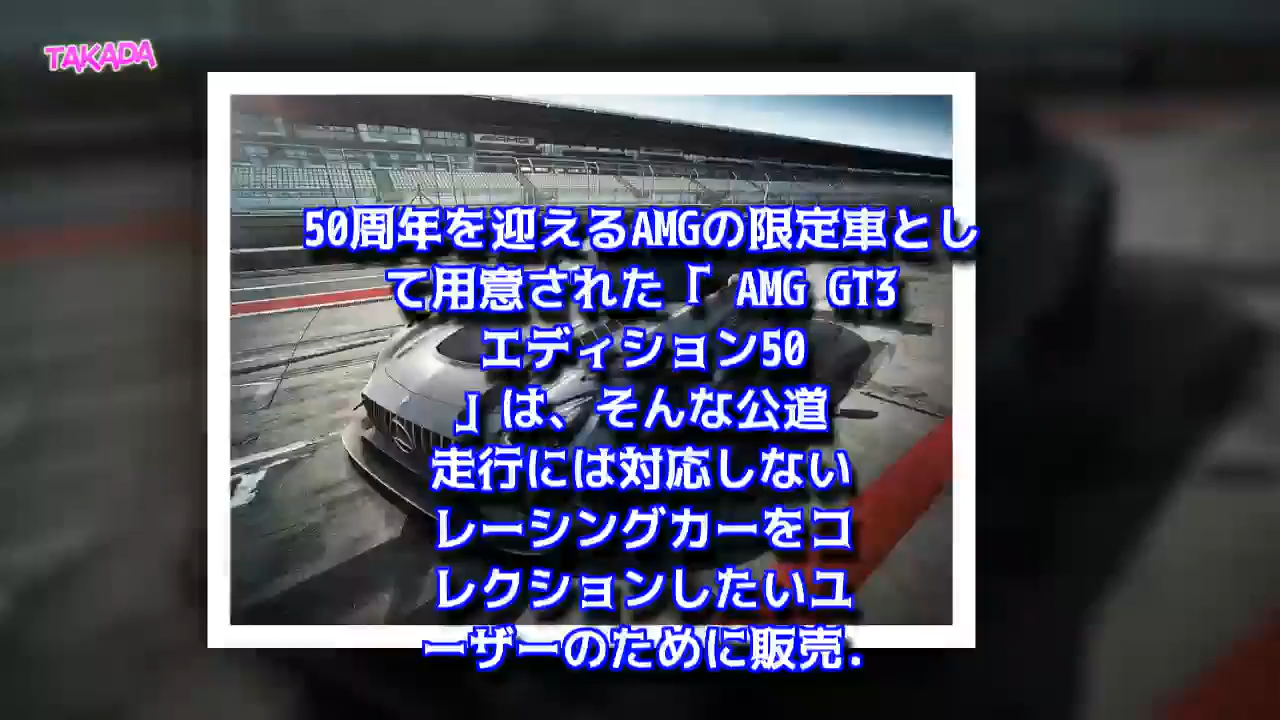 TAKADA
AMG
50周年を迎えるAMGの限定車とし
て用意された「 AMG GT3
エディション50
」は、そんな公道
走行には対応しない
レーシングカーをコ
レクションしたいユ
ーザーのために販売.